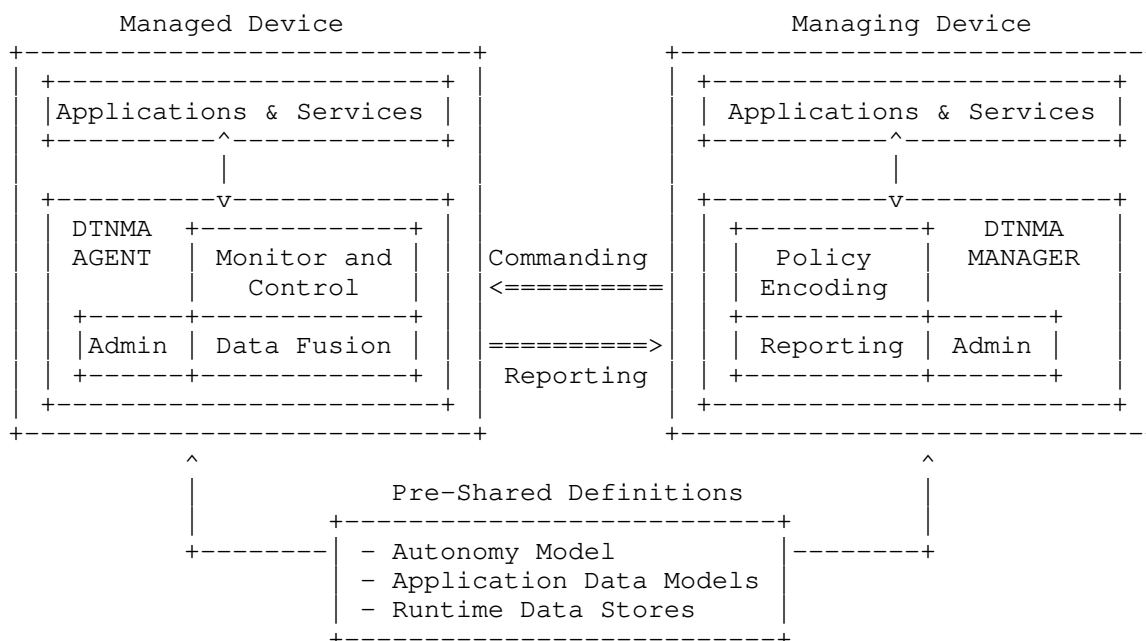 Managed Device Managing Device
Applications & Services Applications & Services
DTNMA DTNMA
AGENT Monitor and Commanding Policy MANAGER
Control <========== Encoding
Admin Data Fusion ==========> Reporting Admin
Reporting
Pre-Shared Definitions
- Autonomy Model
- Application Data Models
- Runtime Data Stores